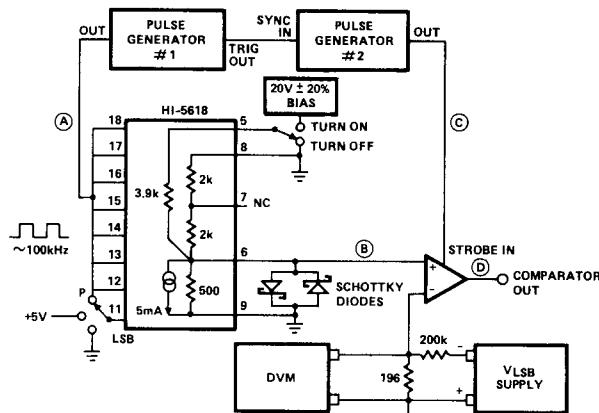 PULSE
GENERATOR
#1
OUT
TRIG
OUT
SYNC
IN
PULSE
GENERATOR
#2
OUT
20V ± 20%
BIAS
HI-5618
TURN ON
TURN OFF
A
C
18
17
16
15
14
13
12
11
5
8
7
NC
6
9
3.9k
2k
2k
500
5mA
∼100kHz
P
+5V
LSB
B
SCHOTTKY
DIODES
+
−
STROBE IN
D
COMPARATOR
OUT
DVM
200k
196
−
+
VLSB
SUPPLY